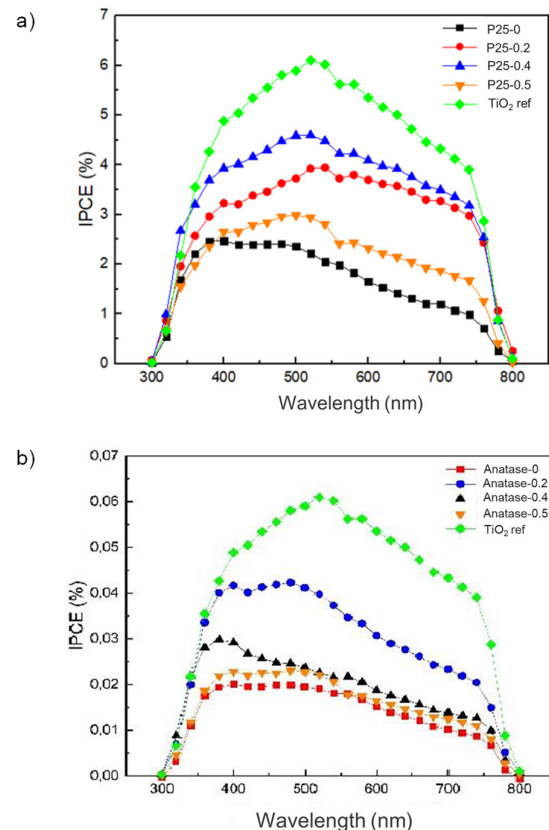 a)
7
6
5
4
3
2
1
0
IPCE (%)
P25-0
P25-0.2
P25-0.4
P25-0.5
TiO₂ ref
300 400 500 600 700 800
Wavelength (nm)
b)
0,07
0,06
0,05
0,04
0,03
0,02
0,01
0,00
IPCE (%)
Anatase-0
Anatase-0.2
Anatase-0.4
Anatase-0.5
TiO₂ ref
300 400 500 600 700 800
Wavelength (nm)